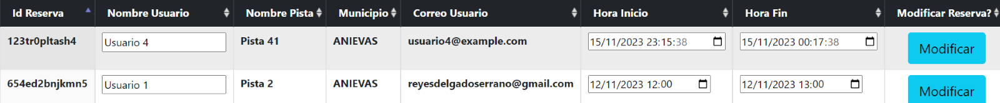 Id Reserva Nombre Usuario Nombre Pista Municipio Correo Usuario Hora Inicio Hora Fin Modificar Reserva?
123tr0pltash4 Usuario 4 Pista 41 ANIEVAS usuario4@example.com 15/11/2023 23:15:38 15/11/2023 00:17:38 Modificar
654ed2bnjkmn5 Usuario 1 Pista 2 ANIEVAS reyesdelgadoserrano@gmail.com 12/11/2023 12:00 12/11/2023 13:00 Modificar